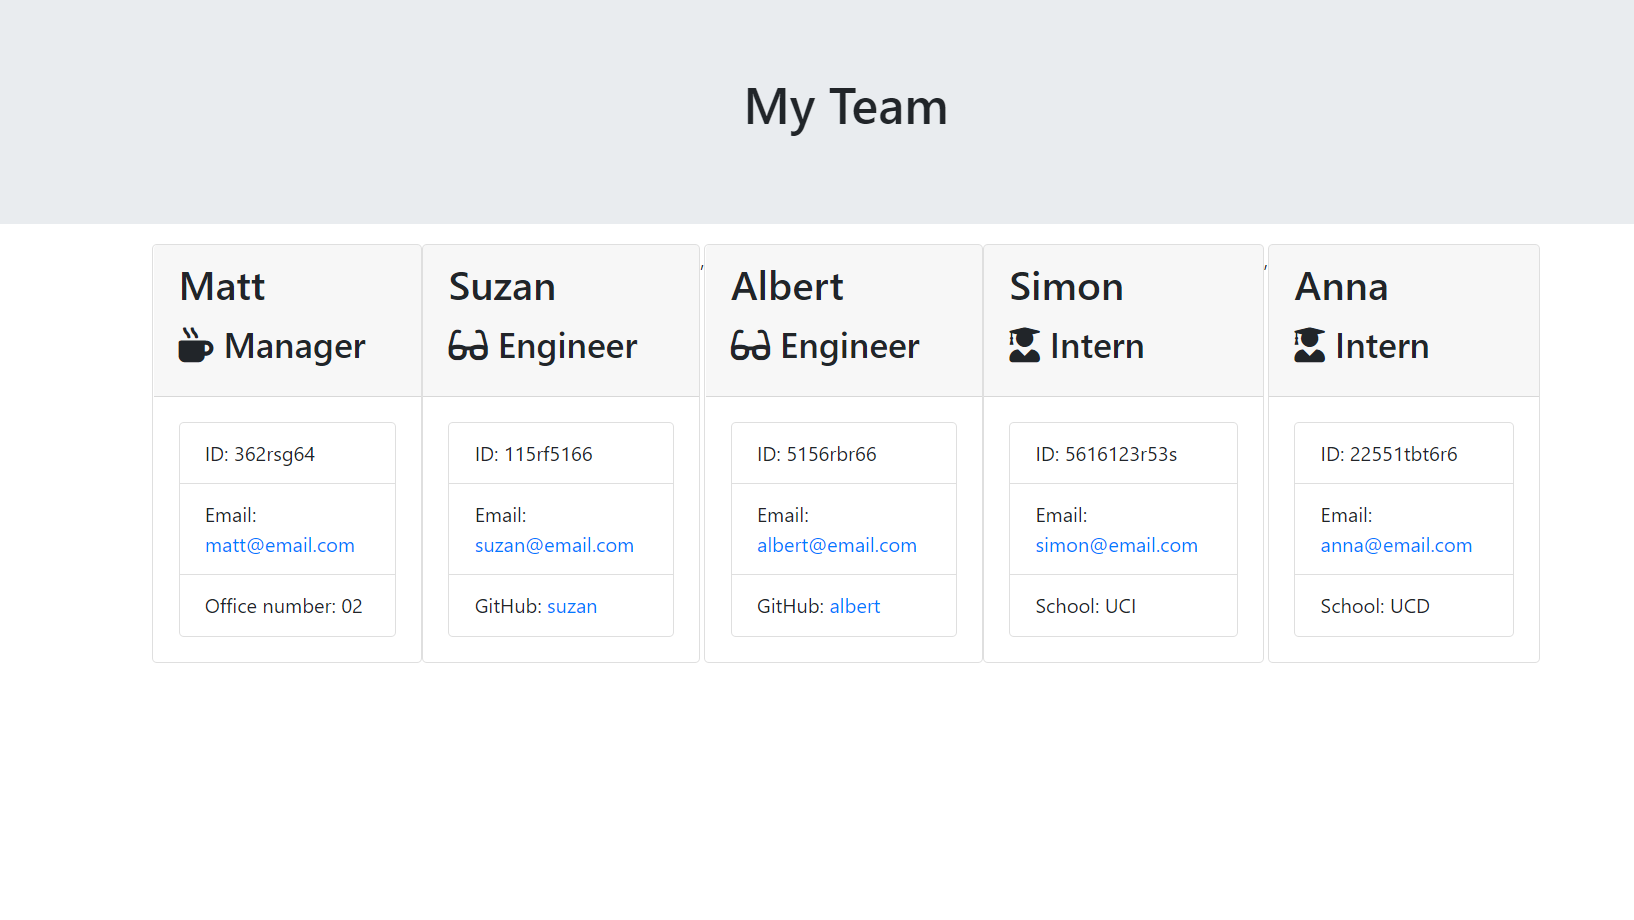 My Team
Matt
Manager
ID: 362rsg64
Email:
matt@email.com
Office number: 02
Suzan
Engineer
ID: 115rf5166
Email:
suzan@email.com
GitHub: suzan
,
Albert
Engineer
ID: 5156rbr66
Email:
albert@email.com
GitHub: albert
Simon
Intern
ID: 5616123r53s
Email:
simon@email.com
School: UCI
,
Anna
Intern
ID: 22551tbt6r6
Email:
anna@email.com
School: UCD